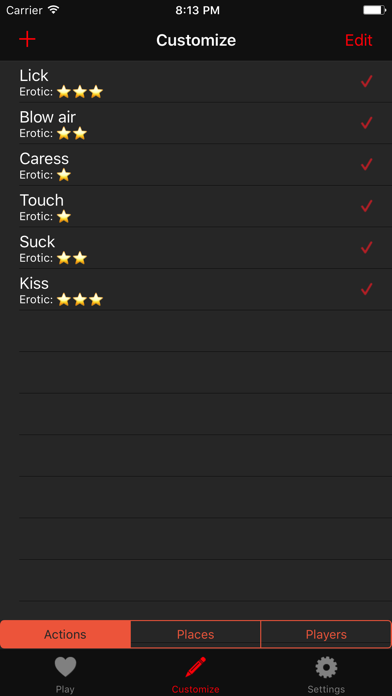 Carrier 8:13 PM
+ Customize Edit
Lick
Erotic: ⭐⭐⭐
Blow air
Erotic: ⭐⭐
Caress
Erotic: ⭐
Touch
Erotic: ⭐
Suck
Erotic: ⭐⭐
Kiss
Erotic: ⭐⭐⭐
Actions Places Players
Play Customize Settings